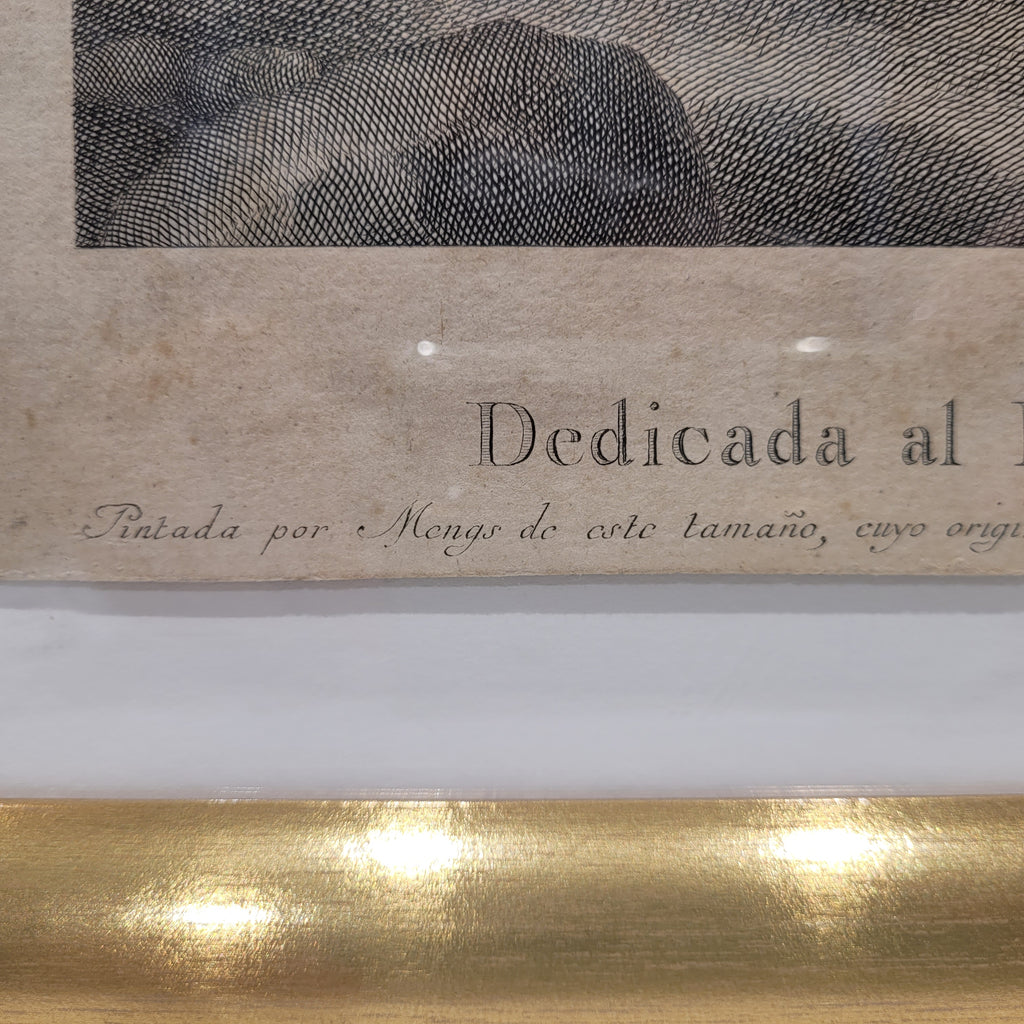 Dedicada al
Pintada por Mengs de este tamaño, cuyo